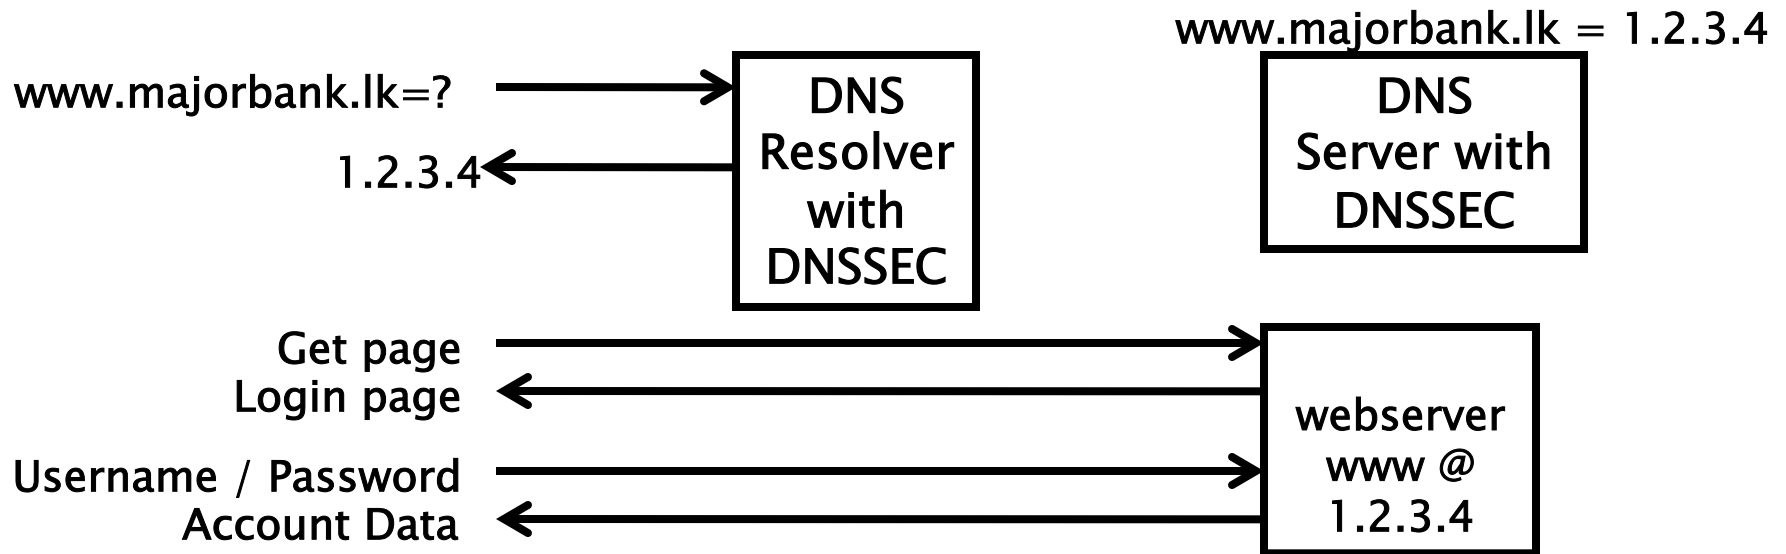 www.majorbank.lk = 1.2.3.4
www.majorbank.lk=?
1.2.3.4
DNS
Resolver
with
DNSSEC
DNS
Server with
DNSSEC
Get page
Login page
Username / Password
Account Data
webserver
www @
1.2.3.4